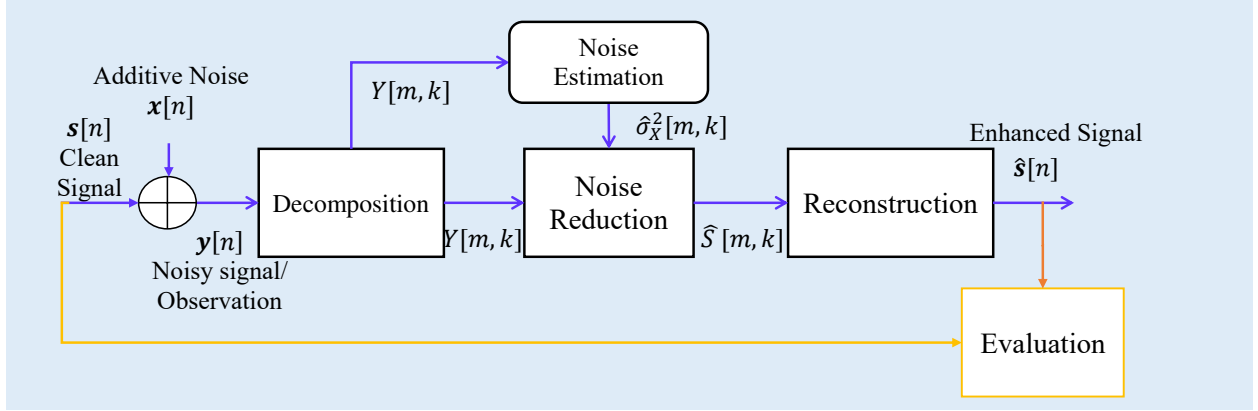 Noise
Estimation
Additive Noise
𝒙[n]
Y[m, k]
σ̂²_X[m, k]
𝒔[n]
Clean
Signal
Enhanced Signal
𝒔̂[n]
Decomposition
Noise
Reduction
Reconstruction
𝒚[n]
Y[m, k]
Ŝ [m, k]
Noisy signal/
Observation
Evaluation